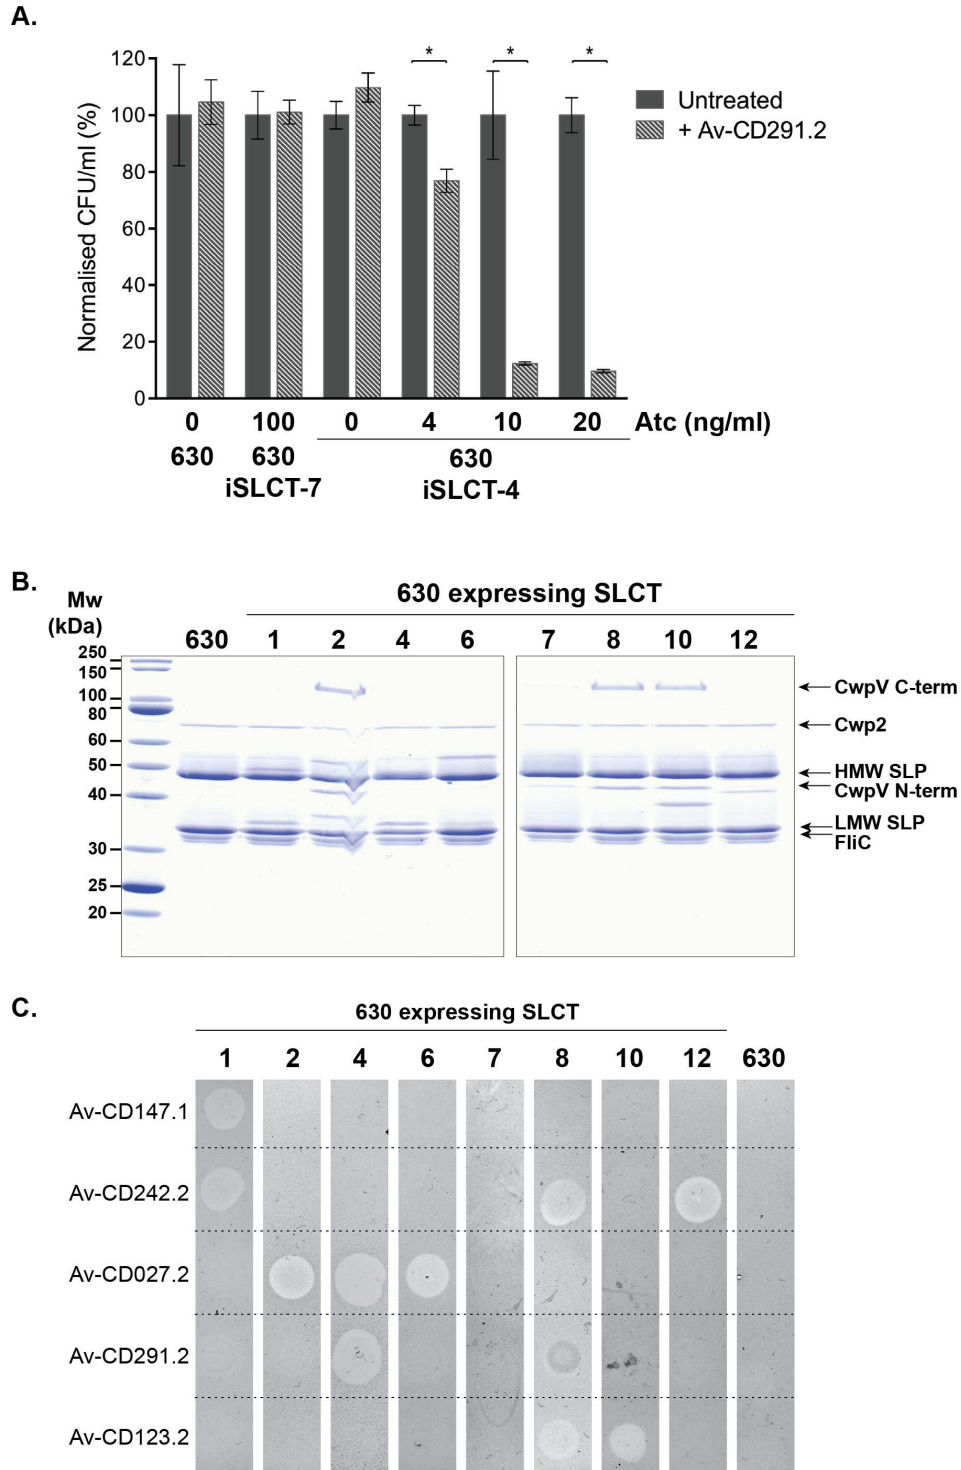 A.
120
100
80
60
40
20
0
Normalised CFU/ml (%)
* * *
Untreated
+ Av-CD291.2
0 100 0 4 10 20 Atc (ng/ml)
630 630 630
iSLCT-7 iSLCT-4
B.
630 expressing SLCT
Mw
(kDa)
630 1 2 4 6 7 8 10 12
250
150
100
80
60
50
40
30
25
20
CwpV C-term
Cwp2
HMW SLP
CwpV N-term
LMW SLP
FliC
C.
630 expressing SLCT
1 2 4 6 7 8 10 12 630
Av-CD147.1
Av-CD242.2
Av-CD027.2
Av-CD291.2
Av-CD123.2